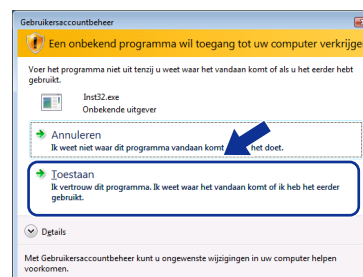 Gebruikersaccountbeheer
Een onbekend programma wil toegang tot uw computer verkrijge
Voer het programma niet uit tenzij u weet waar het vandaan komt of als u het eerder hebt
gebruikt.
Inst32.exe
Onbekende uitgever
Annuleren
Ik weet niet waar dit programma vandaan komt het doet.
Toestaan
Ik vertrouw dit programma. Ik weet waar het vandaan komt of ik heb het eerder
gebruikt.
Details
Met Gebruikersaccountbeheer kunt u ongewenste wijzigingen in uw computer helpen
voorkomen.